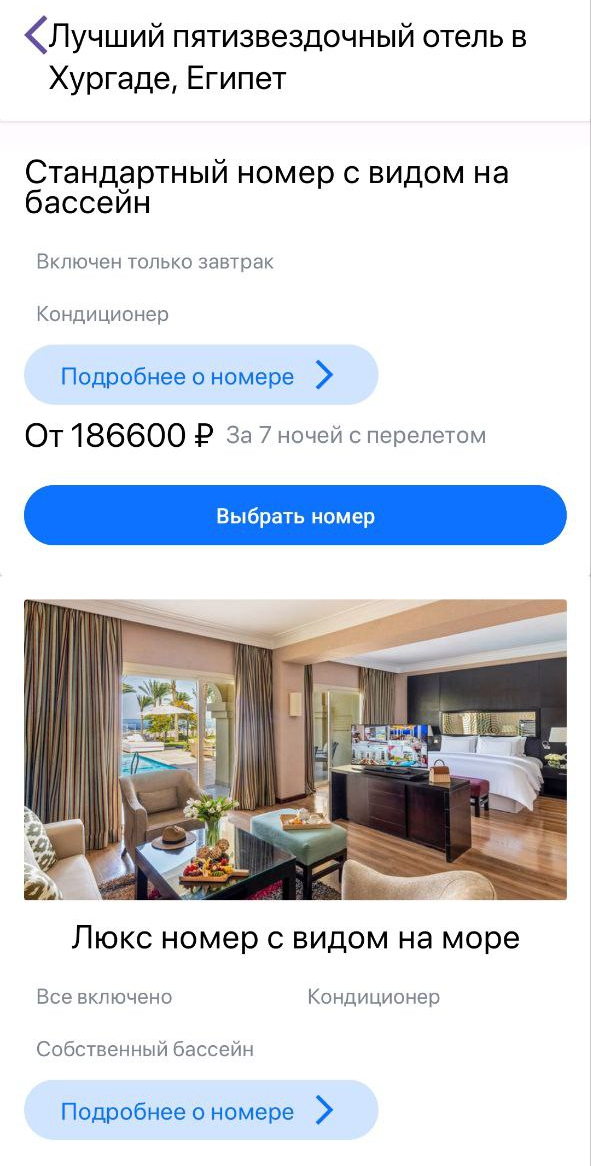 Лучший пятизвездочный отель в
Хургаде, Египет
Стандартный номер с видом на
бассейн
Включен только завтрак
Кондиционер
Подробнее о номере
От 186600 ₽ За 7 ночей с перелетом
Выбрать номер
Люкс номер с видом на море
Все включено Кондиционер
Собственный бассейн
Подробнее о номере